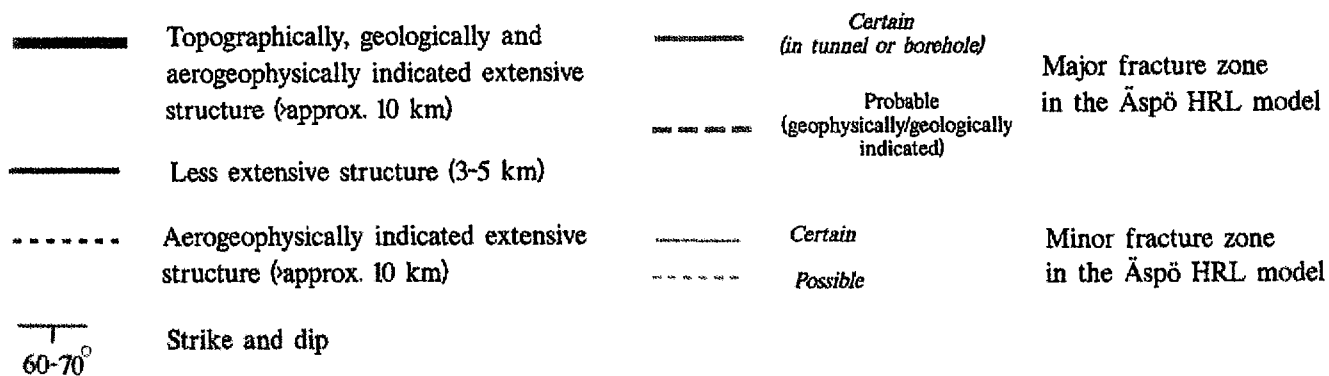 Topographically, geologically and
aerogeophysically indicated extensive
structure (>approx. 10 km)
Less extensive structure (3-5 km)
Aerogeophysically indicated extensive
structure (>approx. 10 km)
60-70°
Strike and dip
Certain
(in tunnel or borehole)
Probable
(geophysically/geologically
indicated)
Major fracture zone
in the Äspö HRL model
Certain
Possible
Minor fracture zone
in the Äspö HRL model